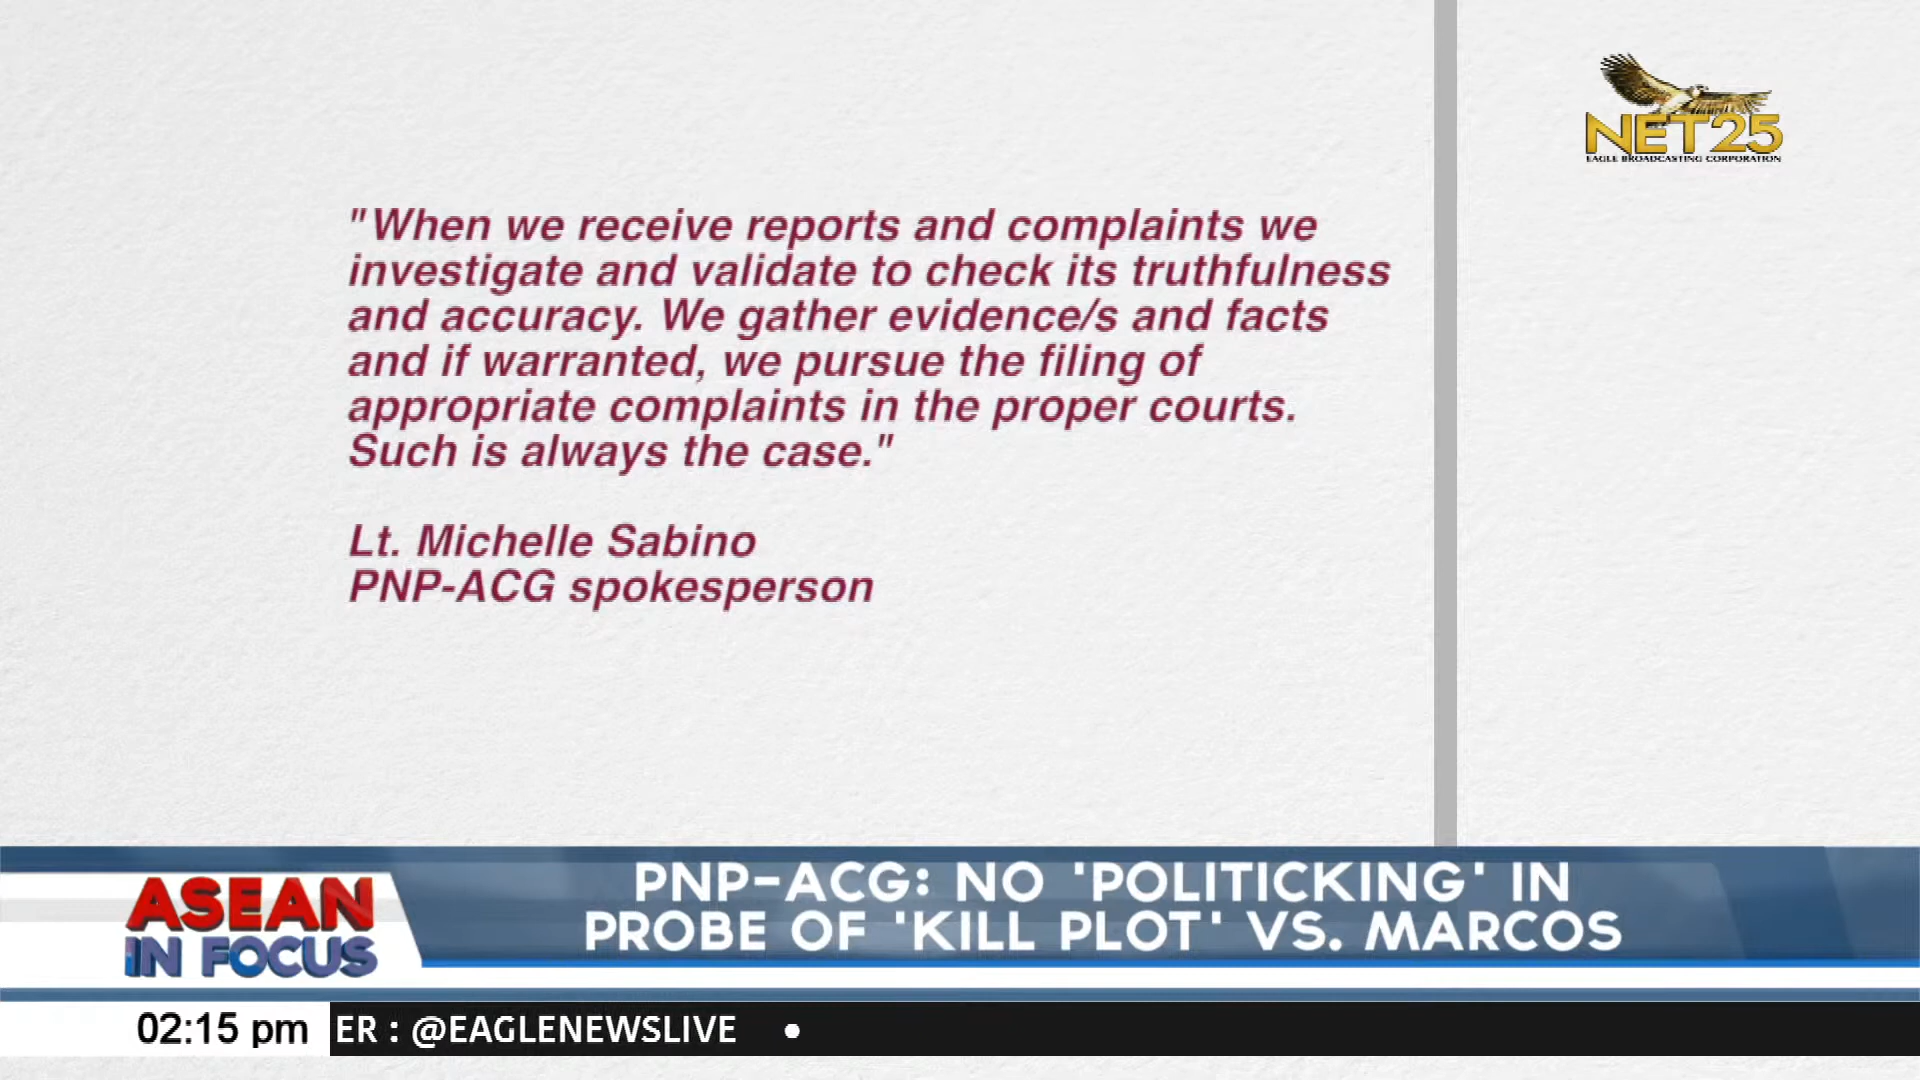 NET25
EAGLE BROADCASTING CORPORATION
"When we receive reports and complaints we
investigate and validate to check its truthfulness
and accuracy. We gather evidence/s and facts
and if warranted, we pursue the filing of
appropriate complaints in the proper courts.
Such is always the case."
Lt. Michelle Sabino
PNP-ACG spokesperson
PNP-ACG: NO 'POLITICKING' IN
PROBE OF 'KILL PLOT' VS. MARCOS
ASEAN
IN FOCUS
02:15 pm
ER : @EAGLENEWSLIVE •